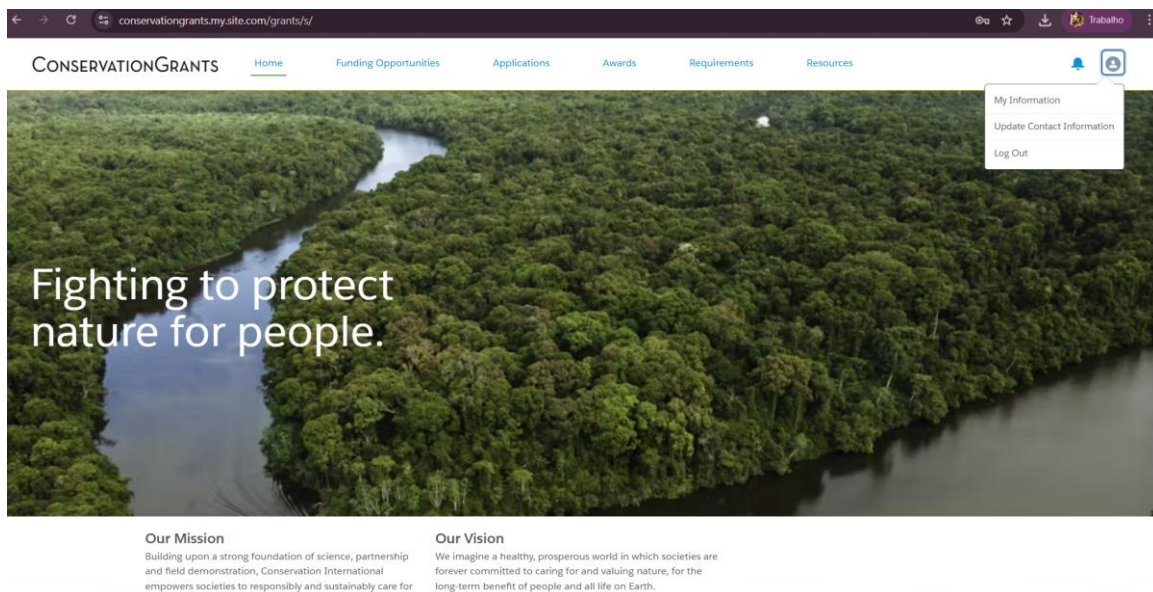 conservationgrants.my.site.com/grants/s/
Trabalho
CONSERVATIONGRANTS
Home
Funding Opportunities
Applications
Awards
Requirements
Resources
My Information
Update Contact Information
Log Out
Fighting to protect
nature for people.
Our Mission
Building upon a strong foundation of science, partnership
and field demonstration, Conservation International
empowers societies to responsibly and sustainably care for
Our Vision
We imagine a healthy, prosperous world in which societies are
forever committed to caring for and valuing nature, for the
long-term benefit of people and all life on Earth.